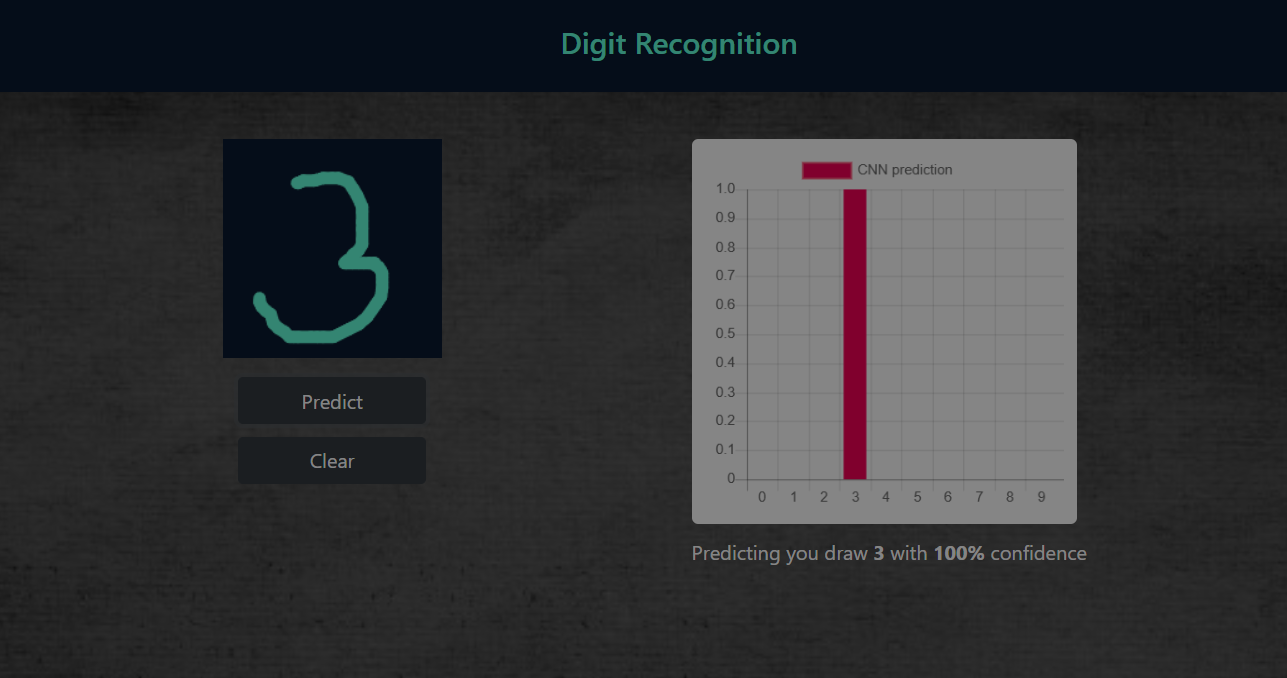 Digit Recognition
3
Predict
Clear
CNN prediction
1.0
0.9
0.8
0.7
0.6
0.5
0.4
0.3
0.2
0.1
0
0 1 2 3 4 5 6 7 8 9
Predicting you draw 3 with 100% confidence